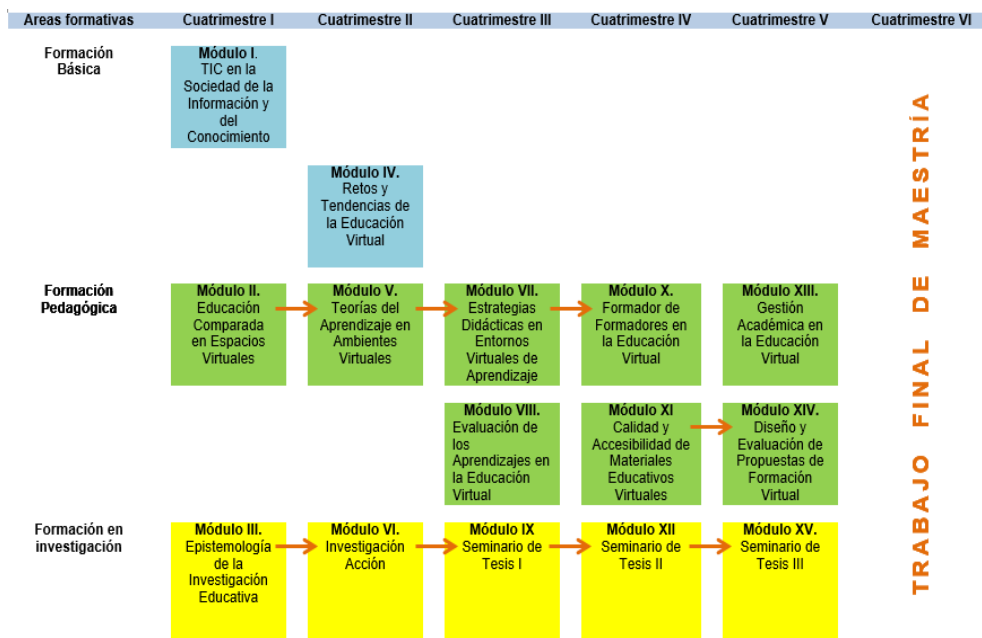 Areas formativas
Cuatrimestre I
Cuatrimestre II
Cuatrimestre III
Cuatrimestre IV
Cuatrimestre V
Cuatrimestre VI
Formación
Básica
Módulo I.
TIC en la
Sociedad de la
Información y
del
Conocimiento
Módulo IV.
Retos y
Tendencias de
la Educación
Virtual
Formación
Pedagógica
Módulo II.
Educación
Comparada
en Espacios
Virtuales
Módulo V.
Teorías del
Aprendizaje en
Ambientes
Virtuales
Módulo VII.
Estrategias
Didácticas en
Entornos
Virtuales de
Aprendizaje
Módulo X.
Formador de
Formadores en
la Educación
Virtual
Módulo XIII.
Gestión
Académica en
la Educación
Virtual
Módulo VIII.
Evaluación de
los
Aprendizajes en
la Educación
Virtual
Módulo XI
Calidad y
Accesibilidad de
Materiales
Educativos
Virtuales
Módulo XIV.
Diseño y
Evaluación de
Propuestas de
Formación
Virtual
Formación en
investigación
Módulo III.
Epistemología
de la
Investigación
Educativa
Módulo VI.
Investigación
Acción
Módulo IX
Seminario de
Tesis I
Módulo XII
Seminario de
Tesis II
Módulo XV.
Seminario de
Tesis III
TRABAJO FINAL DE MAESTRÍA